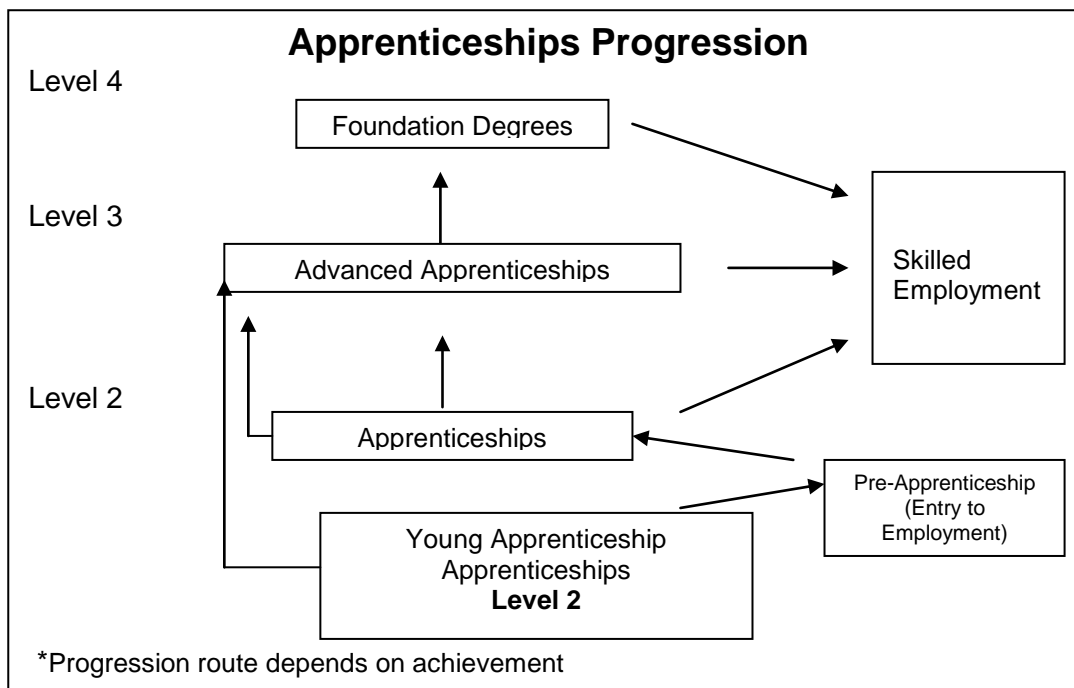 Apprenticeships Progression
Level 4
Foundation Degrees
Level 3
Advanced Apprenticeships
Skilled
Employment
Level 2
Apprenticeships
Pre-Apprenticeship
(Entry to
Employment)
Young Apprenticeship
Apprenticeships
Level 2
*Progression route depends on achievement